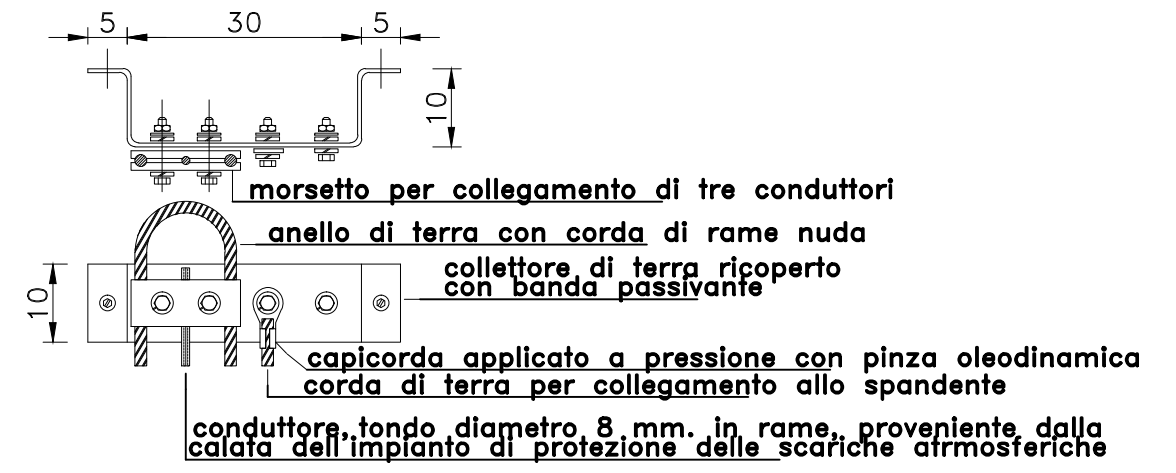 5 30 5
10
morsetto per collegamento di tre conduttori
anello di terra con corda di rame nuda
collettore di terra ricoperto
con banda passivante
10
capicorda applicato a pressione con pinza oleodinamica
corda di terra per collegamento allo spandente
conduttore, tondo diametro 8 mm. in rame, proveniente dalla
calata dell'impianto di protezione delle scariche afrmosferiche